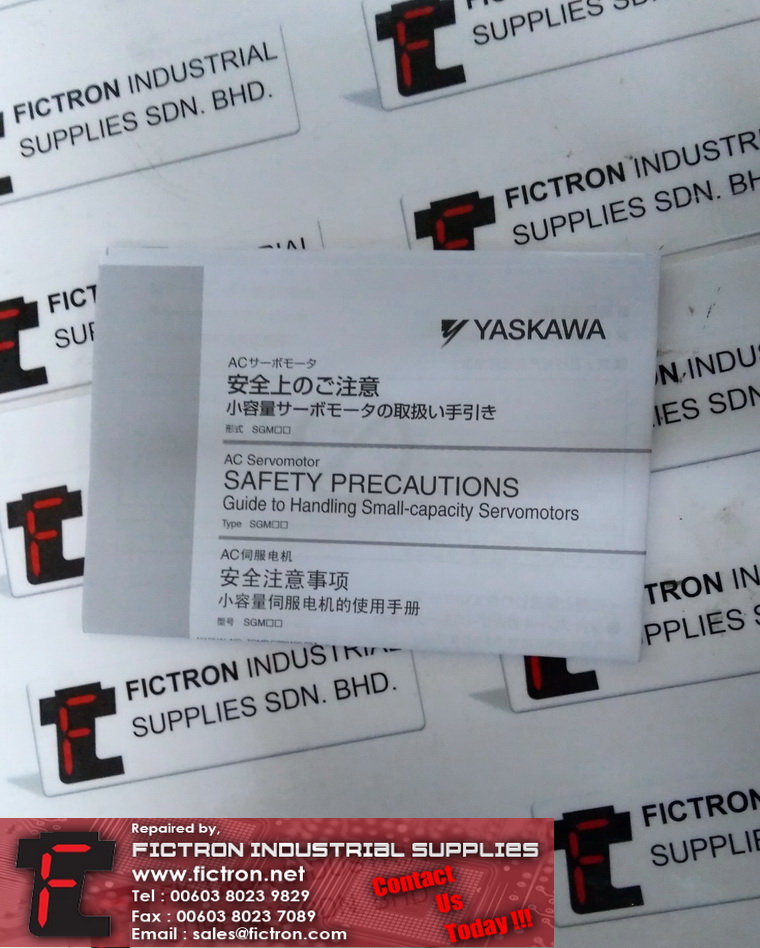 FICTRON INDUSTRIAL
SUPPLIES SDN. BHD.
SUPPLIES
FICTRON
SUPPLIES SDN.
YASKAWA
ACサーボモータ
安全上のご注意
小容量サーボモータの取扱い手引き
形式 SGM□□
AC Servomotor
SAFETY PRECAUTIONS
Guide to Handling Small-capacity Servomotors
Type SGM□□
AC伺服电机
安全注意事项
小容量伺服电机的使用手册
型号 SGM□□
FICTRON INDUSTRIAL
SUPPLIES SDN. BHD.
FICTRON
Repaired by,
FICTRON INDUSTRIAL SUPPLIES
www.fictron.net
Tel : 00603 8023 9829
Fax : 00603 8023 7089
Email : sales@fictron.com
Contact
Us
Today !!!